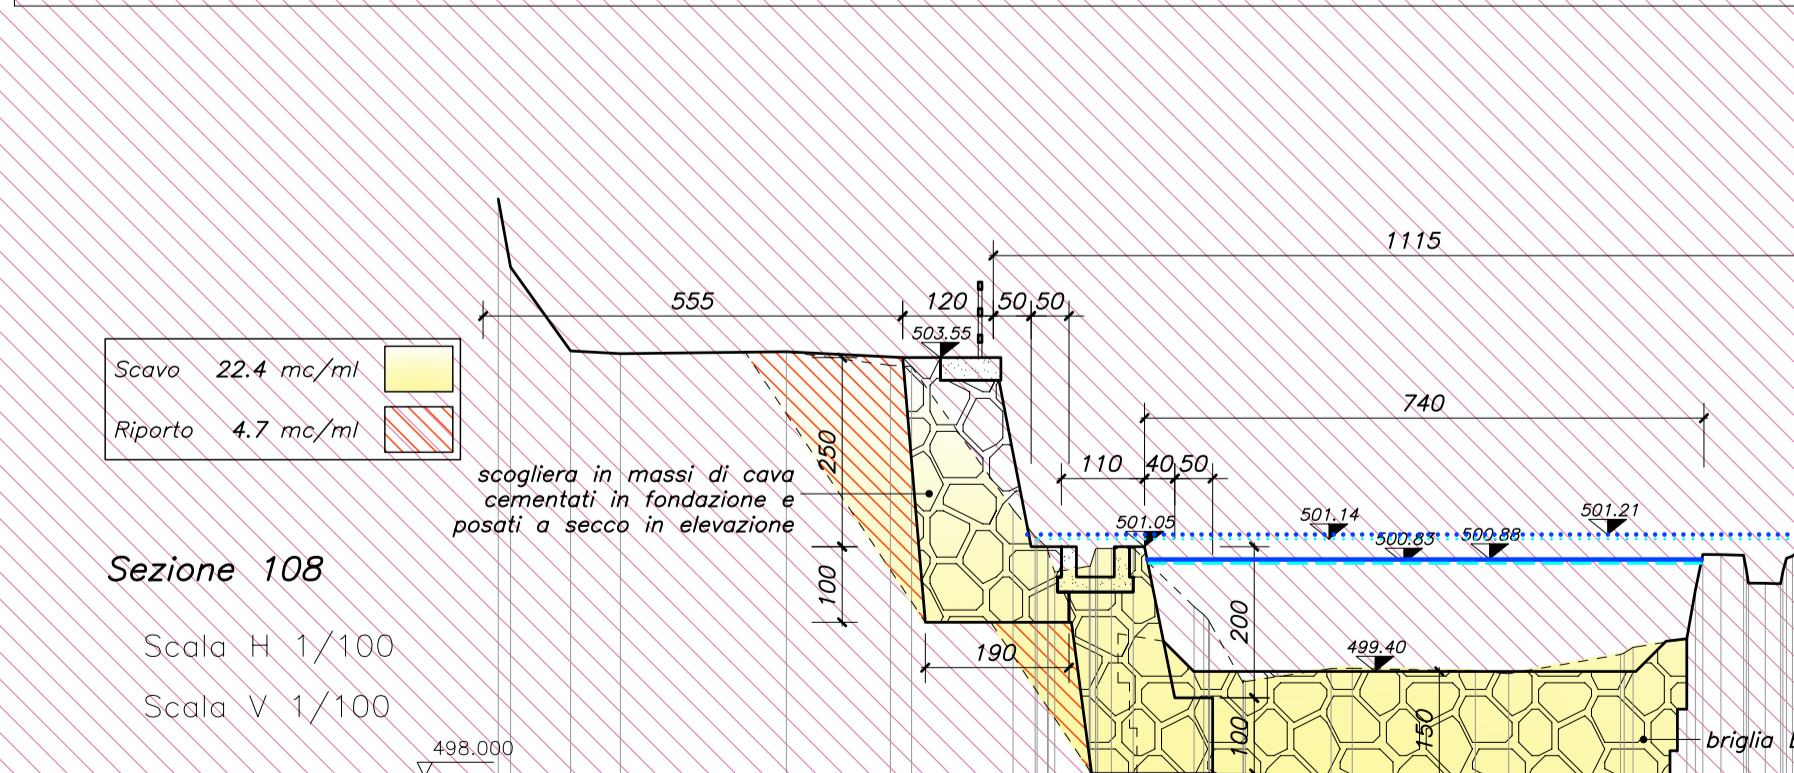 1115
555
120
50
50
503.55
Scavo 22.4 mc/ml
Riporto 4.7 mc/ml
740
250
110
40
50
scogliera in massi di cava
cementati in fondazione e
posati a secco in elevazione
501.05
501.14
501.21
500.83
500.88
Sezione 108
100
200
Scala H 1/100
190
499.40
Scala V 1/100
100
150
498.000
briglia